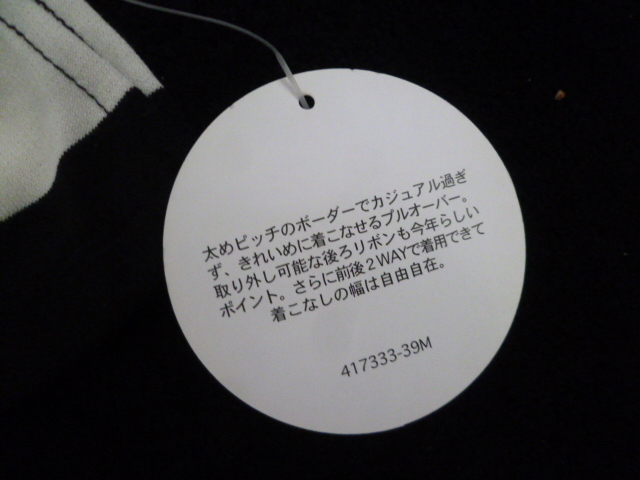 太めピッチのボーダーでカジュアル過ぎ
ず、きれいめに着こなせるプルオーバー。
取り外し可能な後ろリボンも今年らしい
ポイント。さらに前後2WAYで着用できて
着こなしの幅は自由自在。
417333-39M